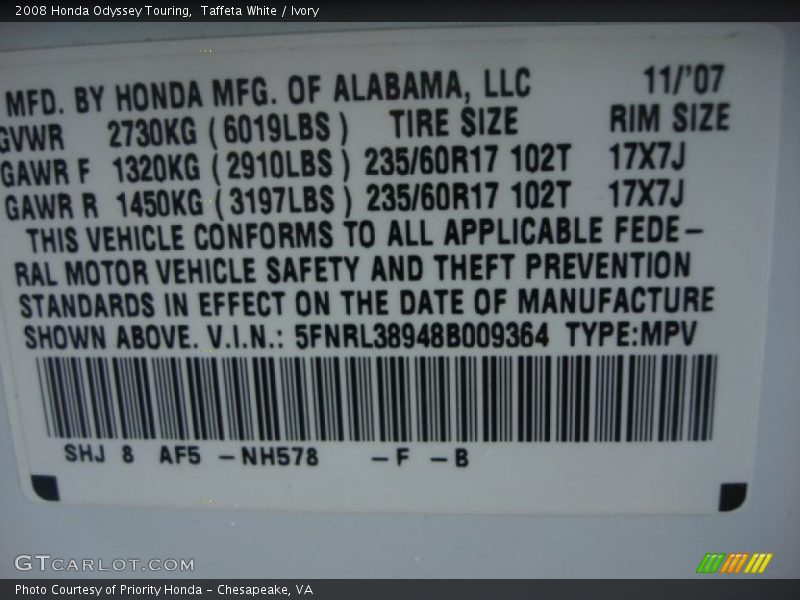 2008 Honda Odyssey Touring,  Taffeta White / Ivory
MFD. BY HONDA MFG. OF ALABAMA, LLC 11/'07
GVWR 2730KG ( 6019LBS ) TIRE SIZE RIM SIZE
GAWR F 1320KG ( 2910LBS ) 235/60R17 102T 17X7J
GAWR R 1450KG ( 3197LBS ) 235/60R17 102T 17X7J
THIS VEHICLE CONFORMS TO ALL APPLICABLE FEDE-
RAL MOTOR VEHICLE SAFETY AND THEFT PREVENTION
STANDARDS IN EFFECT ON THE DATE OF MANUFACTURE
SHOWN ABOVE. V.I.N.: 5FNRL38948B009364 TYPE:MPV
SHJ 8 AF5 -NH578 -F -B
GTCARLOT.COM
Photo Courtesy of Priority Honda - Chesapeake, VA